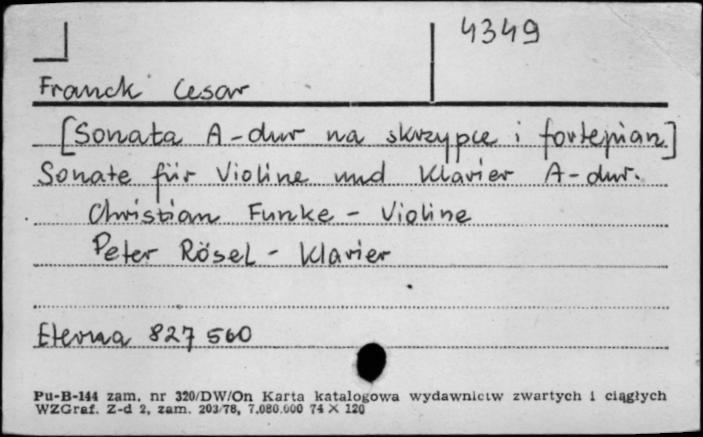 4349
Franck Cesar
[Sonata A-dur na skrzypce i fortepian]
Sonate für Violine und Klavier A-dur.
Christian Funke - Violine
Peter Rösel - Klavier
Eterna 827 560
Pu-B-144 zam. nr 320/DW/On Karta katalogowa wydawnictw zwartych i ciągłych
WZGraf. Z-d 2, zam. 203/78, 7.080.000 74 × 120